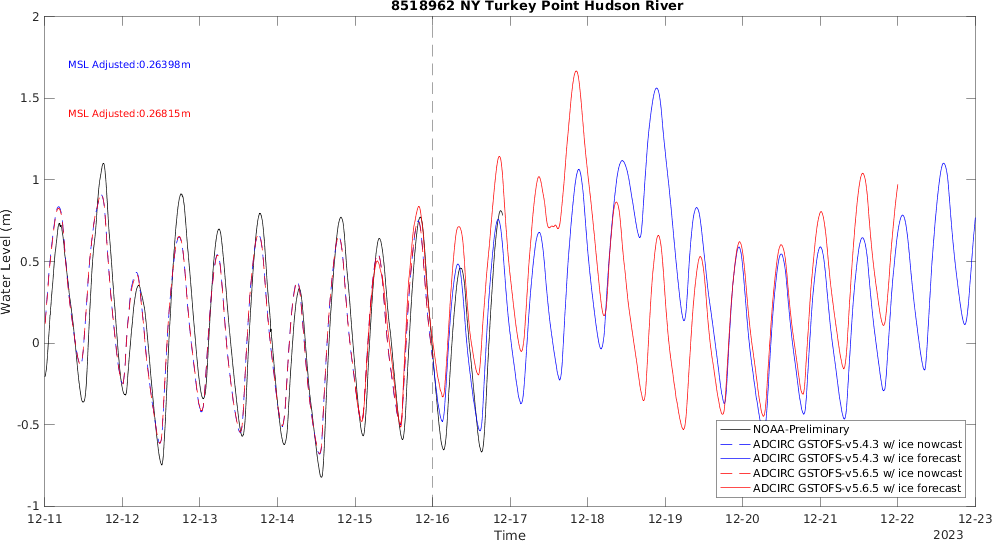 8518962 NY Turkey Point Hudson River
2
MSL Adjusted:0.26398m
1.5
MSL Adjusted:0.26815m
1
0.5
Water Level (m)
0
-0.5
-1
NOAA-Preliminary
ADCIRC GSTOFS-v5.4.3 w/ ice nowcast
ADCIRC GSTOFS-v5.4.3 w/ ice forecast
ADCIRC GSTOFS-v5.6.5 w/ ice nowcast
ADCIRC GSTOFS-v5.6.5 w/ ice forecast
12-11 12-12 12-13 12-14 12-15 12-16 12-17 12-18 12-19 12-20 12-21 12-22 12-23
Time
2023